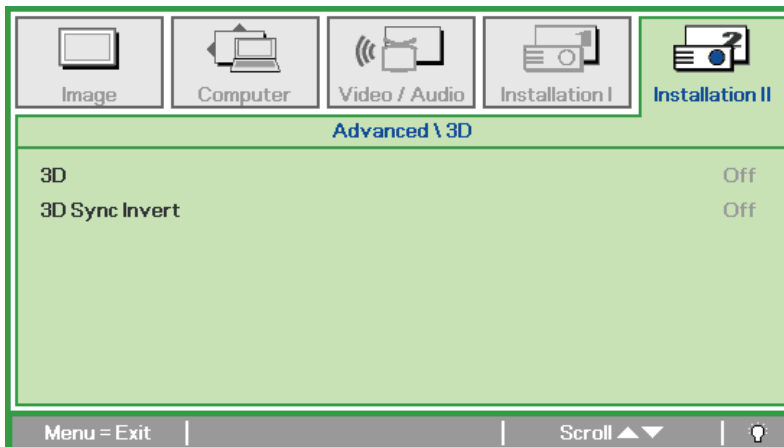 Image
Computer
Video / Audio
Installation I
Installation II
Advanced \ 3D
3D Off
3D Sync Invert Off
Menu = Exit Scroll ▲▼